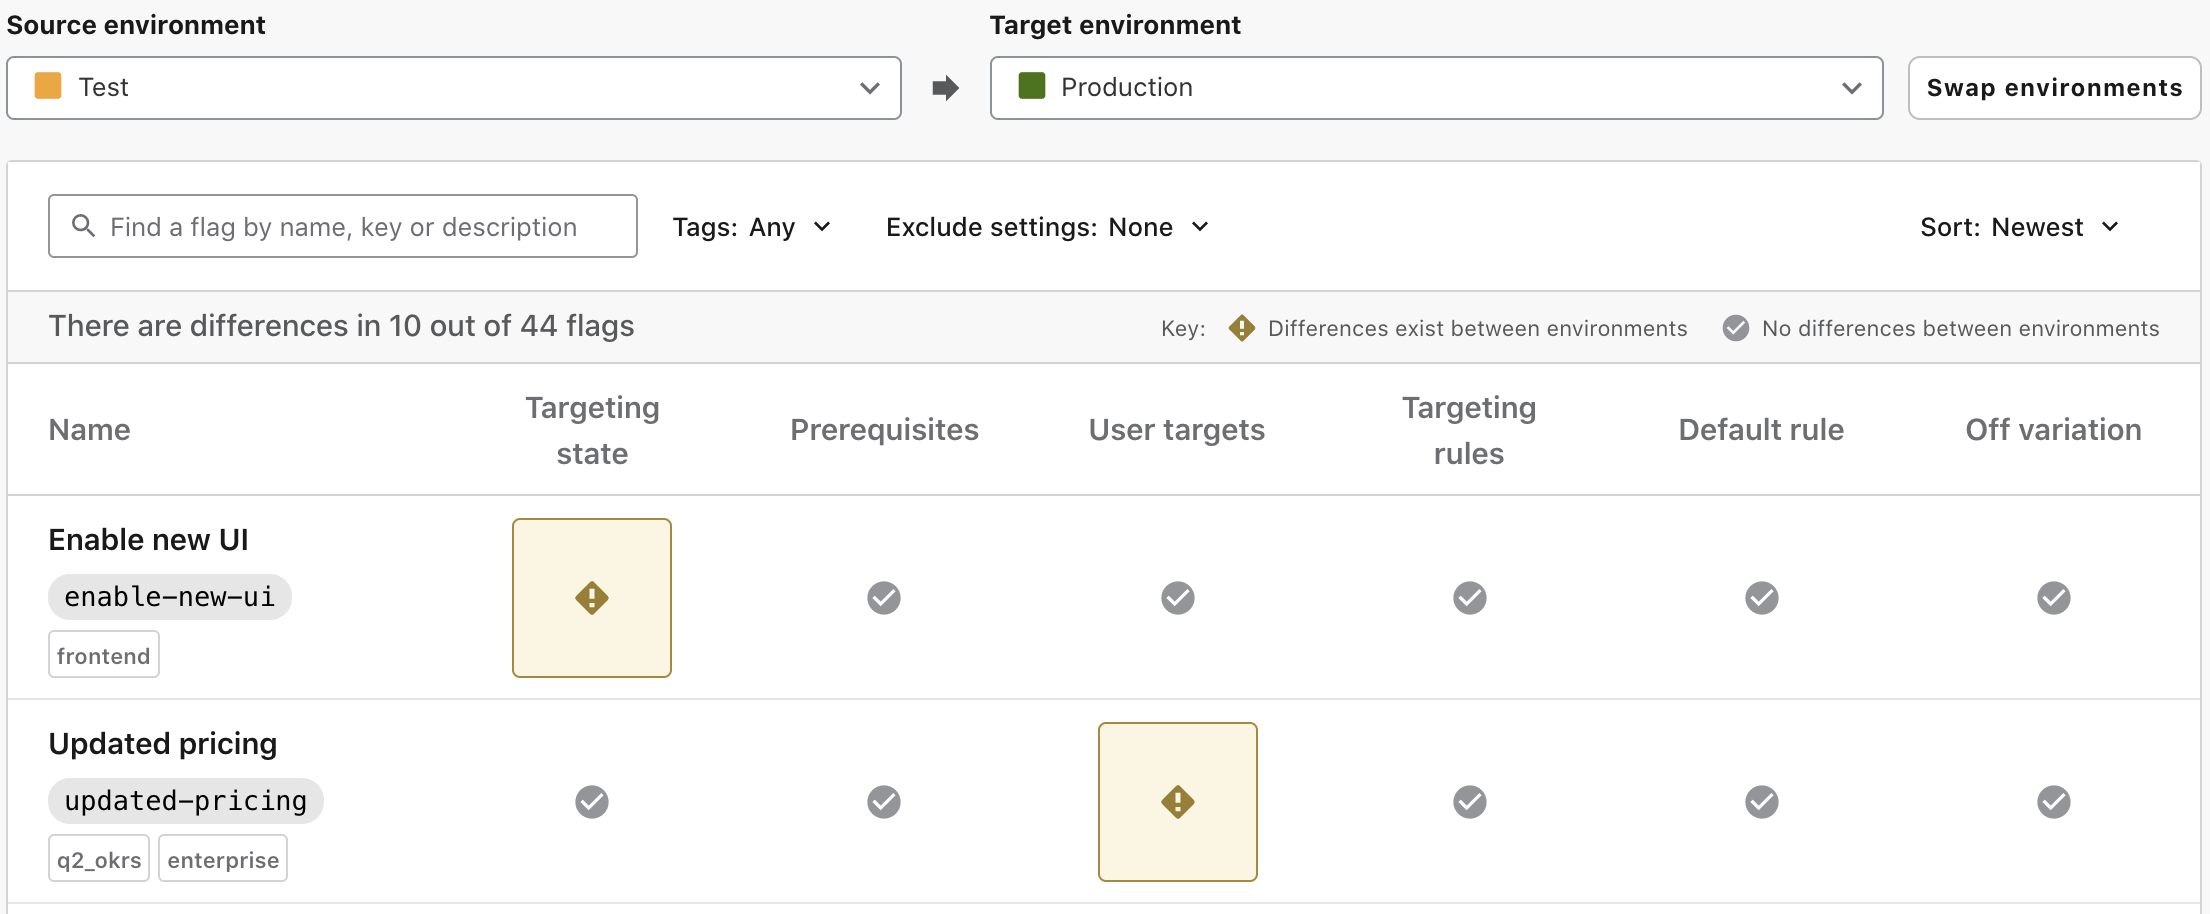 Source environment
Target environment
Test
Production
Swap environments
Find a flag by name, key or description
Tags: Any
Exclude settings: None
Sort: Newest
There are differences in 10 out of 44 flags
Key:
Differences exist between environments
No differences between environments
Name
Targeting
state
Prerequisites
User targets
Targeting
rules
Default rule
Off variation
Enable new UI
enable-new-ui
frontend
Updated pricing
updated-pricing
q2_okrs
enterprise